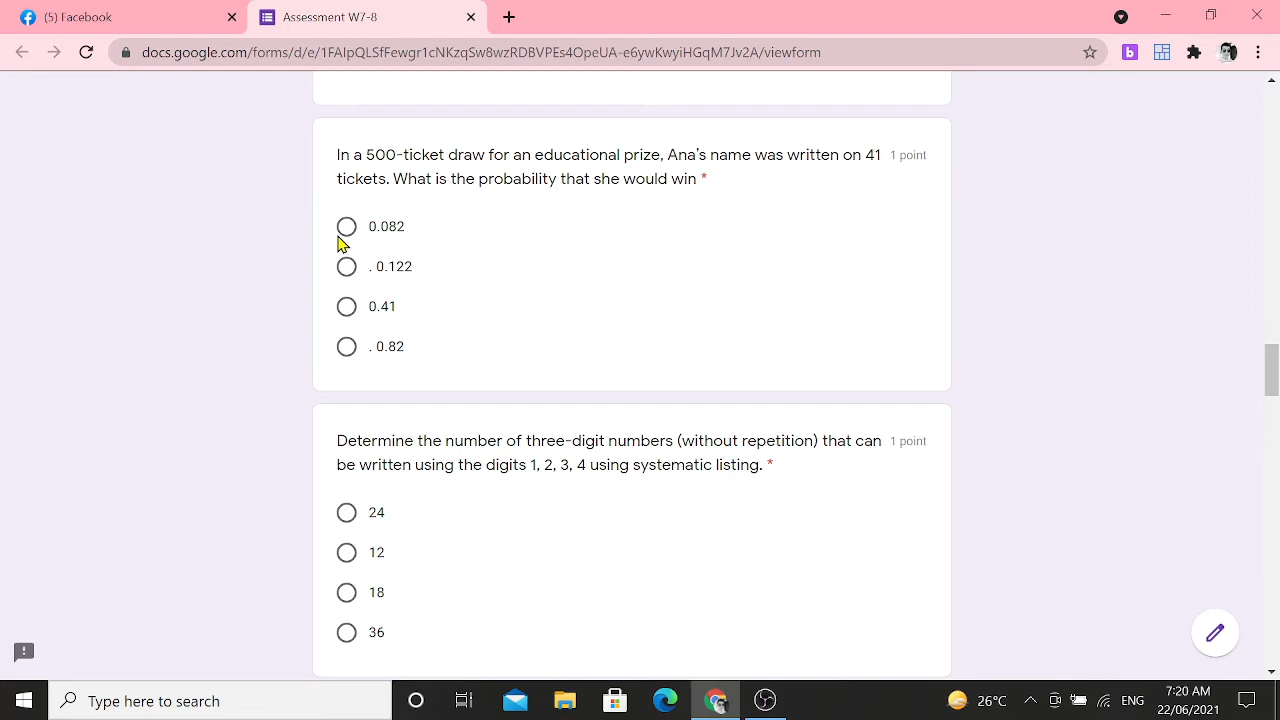 (5) Facebook
Assessment W7-8
docs.google.com/forms/d/e/1FAIpQLSfFewgr1cNKzqSw8wzRDBVPEs4OpeUA-e6ywKwyiHGqM7Jv2A/viewform
In a 500-ticket draw for an educational prize, Ana's name was written on 41 1 point
tickets. What is the probability that she would win *
0.082
. 0.122
0.41
. 0.82
Determine the number of three-digit numbers (without repetition) that can 1 point
be written using the digits 1, 2, 3, 4 using systematic listing. *
24
12
18
36
Type here to search
26°C
ENG
7:20 AM
22/06/2021